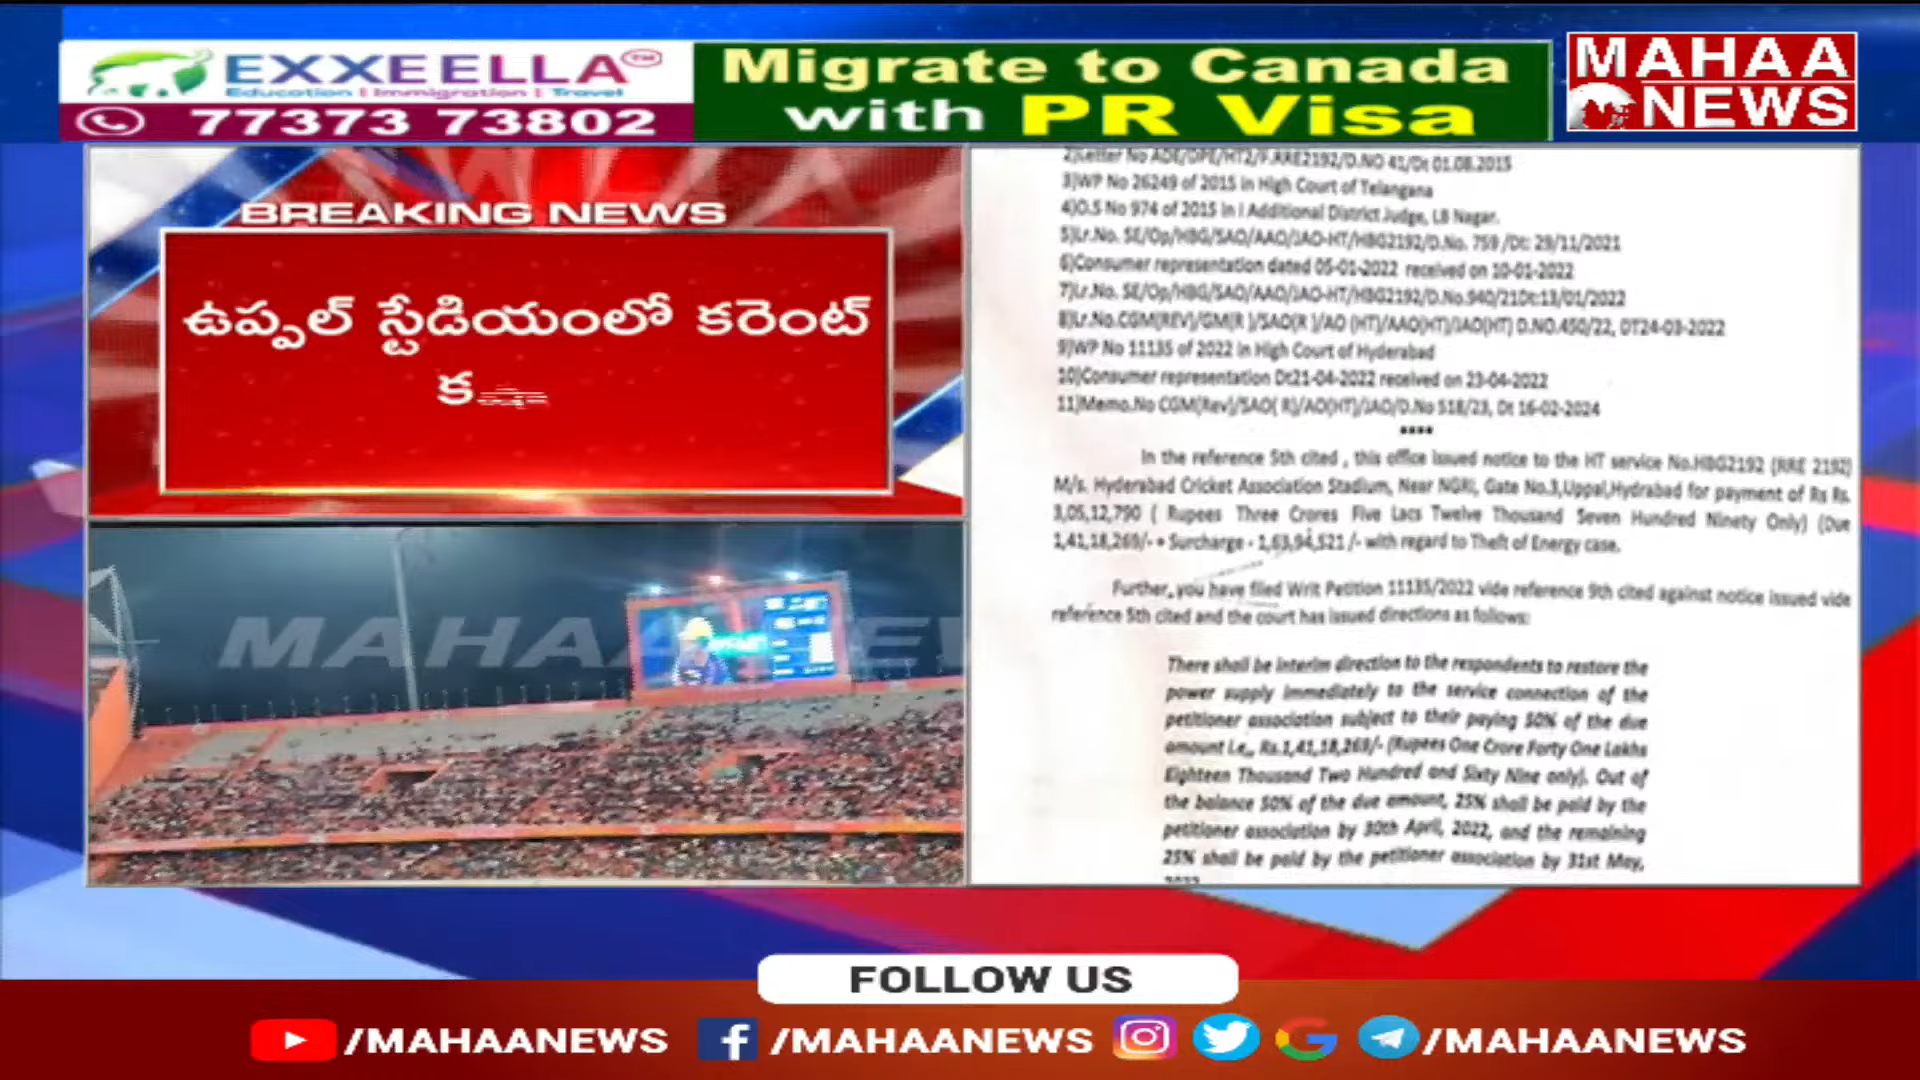 EXXEELLA™
Education | Immigration | Travel
77373 73802
Migrate to Canada
with PR Visa
MAHAA
NEWS
BREAKING NEWS
ఉప్పల్ స్టేడియంలో కరెంట్
క
MAHAA NEWS
2)Letter No ADE/DPE/HT2/F.RRE2192/D.NO 41/Dt 01.08.2015
3)WP No 26249 of 2015 in High Court of Telangana
4)O.S No 974 of 2015 in I Additional District Judge, LB Nagar.
5)Lr.No. SE/Op/HBG/SAO/AAO/JAO-HT/HBG2192/D.No. 759 /Dt: 29/11/2021
6)Consumer representation dated 05-01-2022 received on 10-01-2022
7)Lr.No. SE/Op/HBG/SAO/AAO/JAO-HT/HBG2192/D.No.940/21Dt:13/01/2022
8)Lr.No.CGM(REV)/GM(R )/SAO(R )/AO (HT)/AAO(HT)/JAO(HT) D.NO.450/22, DT24-03-2022
9)WP No 11135 of 2022 in High Court of Hyderabad
10)Consumer representation Dt21-04-2022 received on 23-04-2022
11)Memo.No CGM(Rev)/SAO( R)/AO(HT)/JAO/D.No 518/23, Dt 16-02-2024
****
In the reference 5th cited , this office issued notice to the HT service No.HBG2192 (RRE 2192)
M/s. Hyderabad Cricket Association Stadium, Near NGRI, Gate No.3,Uppal,Hydrabad for payment of Rs Rs.
3,05,12,790 ( Rupees Three Crores Five Lacs Twelve Thousand Seven Hundred Ninety Only) (Due
1,41,18,269/- + Surcharge - 1,63,94,521 /- with regard to Theft of Energy case.
Further, you have filed Writ Petition 11135/2022 vide reference 9th cited against notice issued vide
reference 5th cited and the court has issued directions as follows:
There shall be interim direction to the respondents to restore the
power supply immediately to the service connection of the
petitioner association subject to their paying 50% of the due
amount i.e,, Rs.1,41,18,269/- (Rupees One Crore Forty One Lakhs
Eighteen Thousand Two Hundred and Sixty Nine only). Out of
the balance 50% of the due amount, 25% shall be paid by the
petitioner association by 30th April, 2022, and the remaining
25% shall be paid by the petitioner association by 31st May,
FOLLOW US
/MAHAANEWS /MAHAANEWS /MAHAANEWS